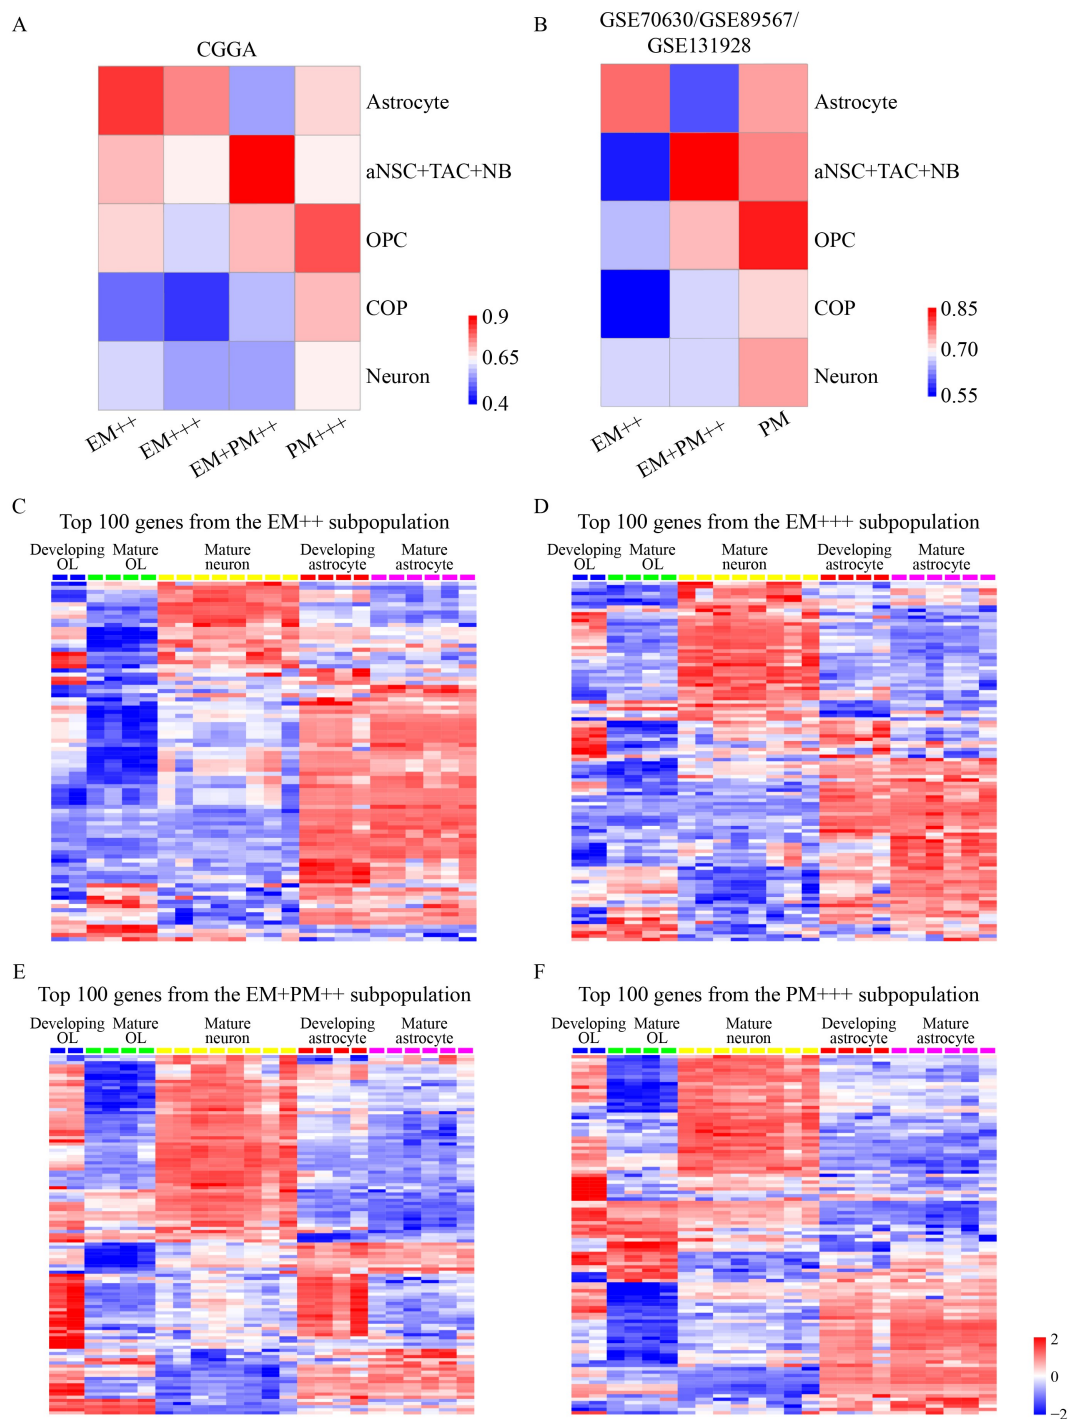 A
CGGA
Astrocyte
aNSC+TAC+NB
OPC
COP
Neuron
0.9
0.65
0.4
EM++
EM+++
EM+PM++
PM+++
B
GSE70630/GSE89567/
GSE131928
Astrocyte
aNSC+TAC+NB
OPC
COP
Neuron
0.85
0.70
0.55
EM++
EM+PM++
PM
C
Top 100 genes from the EM++ subpopulation
Developing Mature Mature Developing Mature
OL OL neuron astrocyte astrocyte
D
Top 100 genes from the EM+++ subpopulation
Developing Mature Mature Developing Mature
OL OL neuron astrocyte astrocyte
E
Top 100 genes from the EM+PM++ subpopulation
Developing Mature Mature Developing Mature
OL OL neuron astrocyte astrocyte
F
Top 100 genes from the PM+++ subpopulation
Developing Mature Mature Developing Mature
OL OL neuron astrocyte astrocyte
2
0
−2